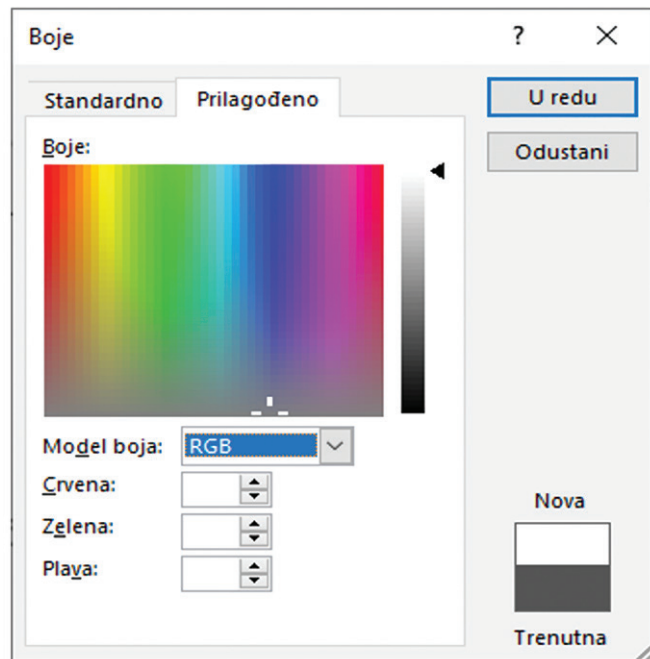 Boje ?
Standardno Prilagođeno
U redu
Odustani
Boje:
Model boja: RGB
Crvena:
Zelena:
Plava:
Nova
Trenutna